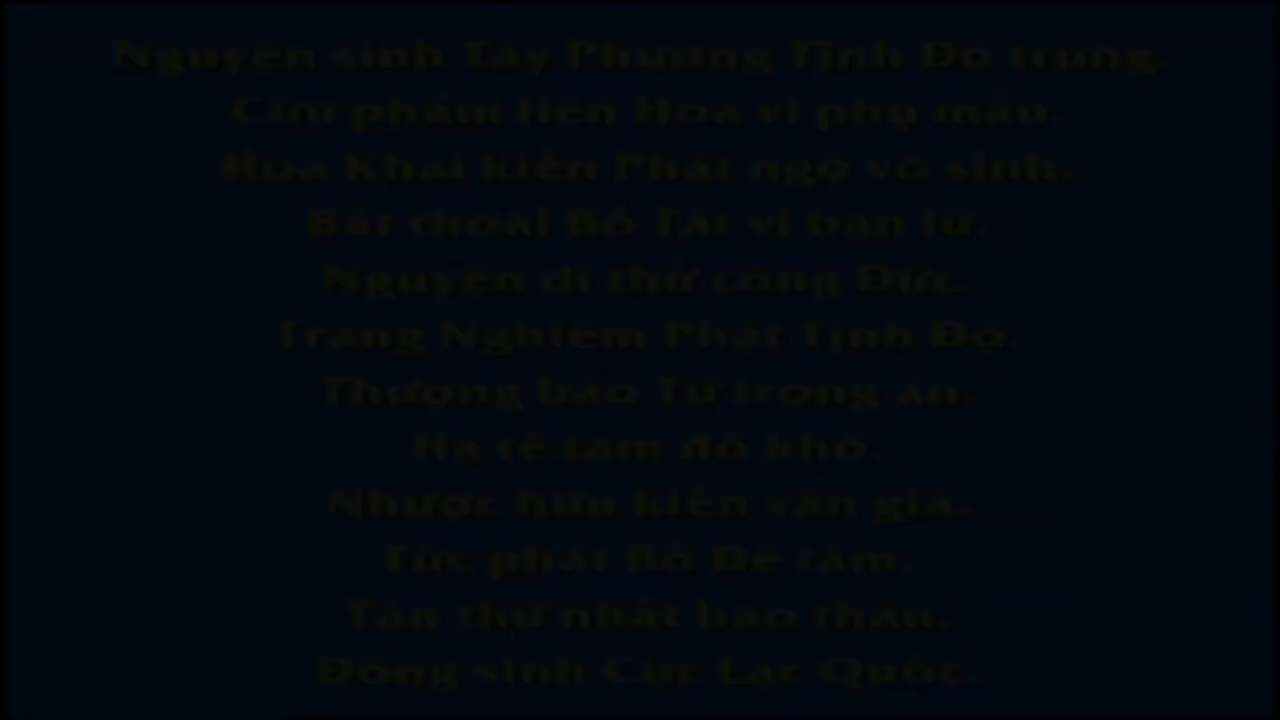 Nguyện sinh Tây Phương Tịnh Độ trung.
Cửu phẩm liên Hoa vi phụ mẫu.
Hoa Khai kiến Phật ngộ vô sinh.
Bất thoái Bồ Tát vi bạn lữ.
Nguyện dĩ thử công Đức.
Trang Nghiêm Phật Tịnh Độ.
Thượng báo Tứ trọng ân.
Hạ tế tam đồ khổ.
Nhược hữu kiến văn giả.
Tức phát Bồ Đề tâm.
Tận thử nhất báo thân.
Đồng sinh Cực Lạc Quốc.